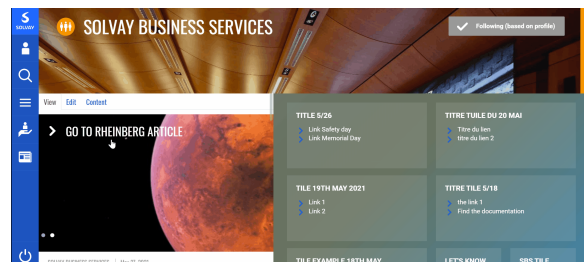 SOLVAY
SOLVAY BUSINESS SERVICES
Following (based on profile)
View Edit Content
GO TO RHEINBERG ARTICLE
TITLE 5/26
Link Safety day
Link Memorial Day
TITRE TUILE DU 20 MAI
Titre du lien
titre du lien 2
TILE 19TH MAY 2021
Link 1
Link 2
TITRE TILE 5/18
the link 1
Find the documentation
TILE EXAMPLE 18TH MAY
LET'S KNOW
SBS TILE
SOLVAY BUSINESS SERVICES